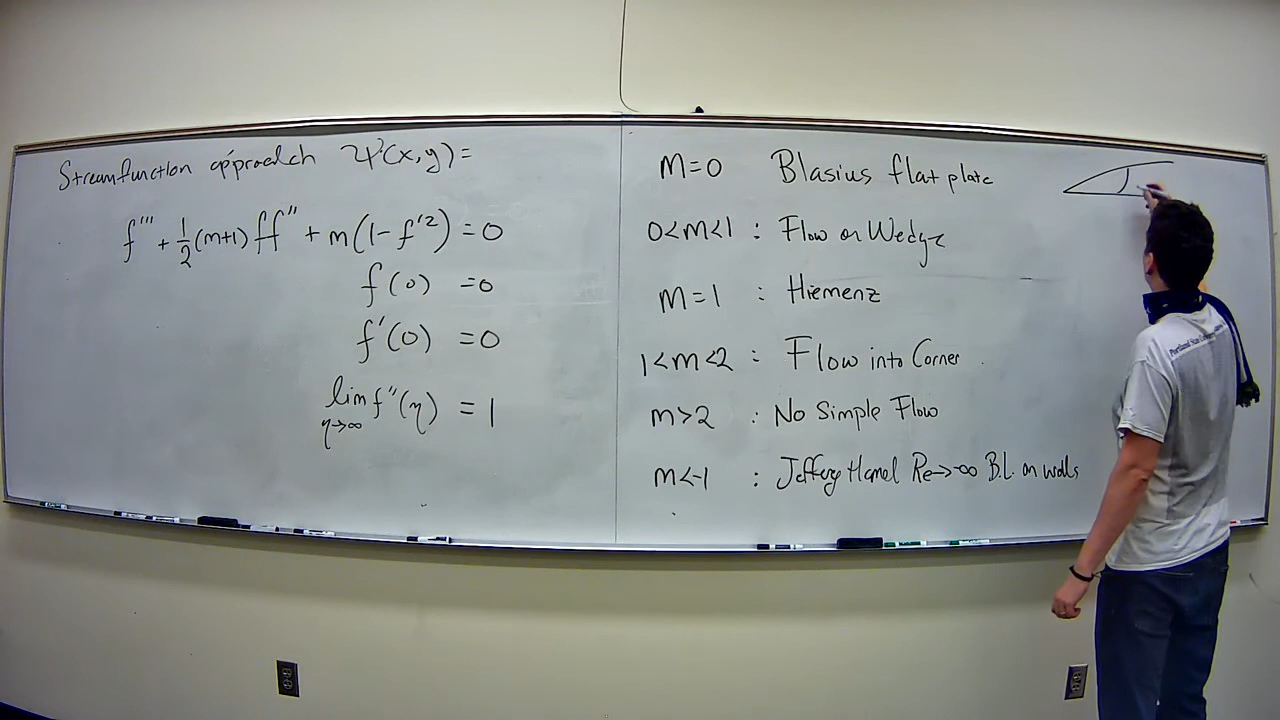 Streamfunction approach Ψ(x,y)=
f''' + 1/2 (m+1) f f'' + m(1-f'²) = 0
f(0) = 0
f'(0) = 0
lim η→∞ f''(η) = 1
m=0 Blasius flat plate
0<m<1 : Flow on Wedge
m=1 : Hiemenz
1<m<2 : Flow into Corner
m>2 : No Simple Flow
m<-1 : Jeffery Hamel Re→∞ B.L. on walls
Portland State